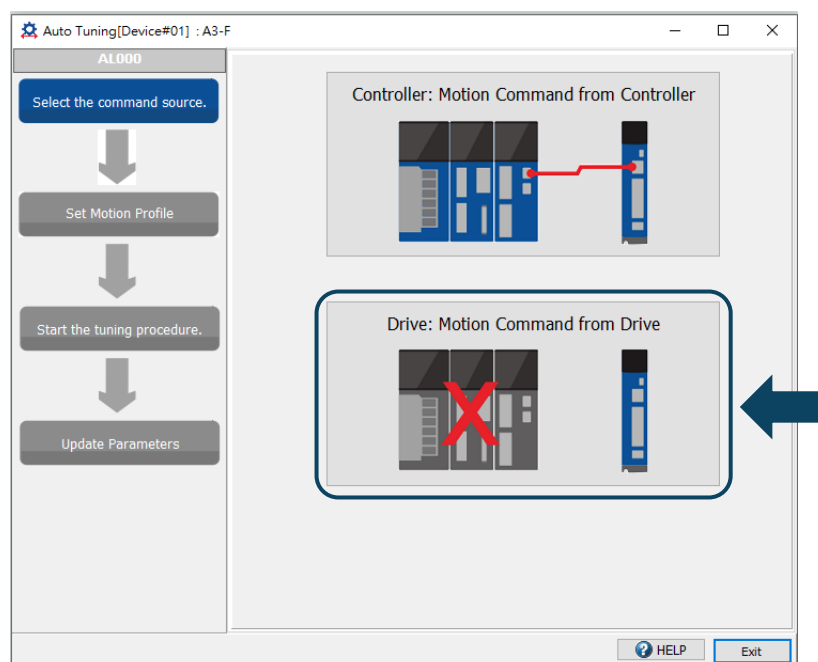 Auto Tuning[Device#01] : A3-F
AL000
Select the command source.
Set Motion Profile
Start the tuning procedure.
Update Parameters
Controller: Motion Command from Controller
Drive: Motion Command from Drive
X
HELP
Exit